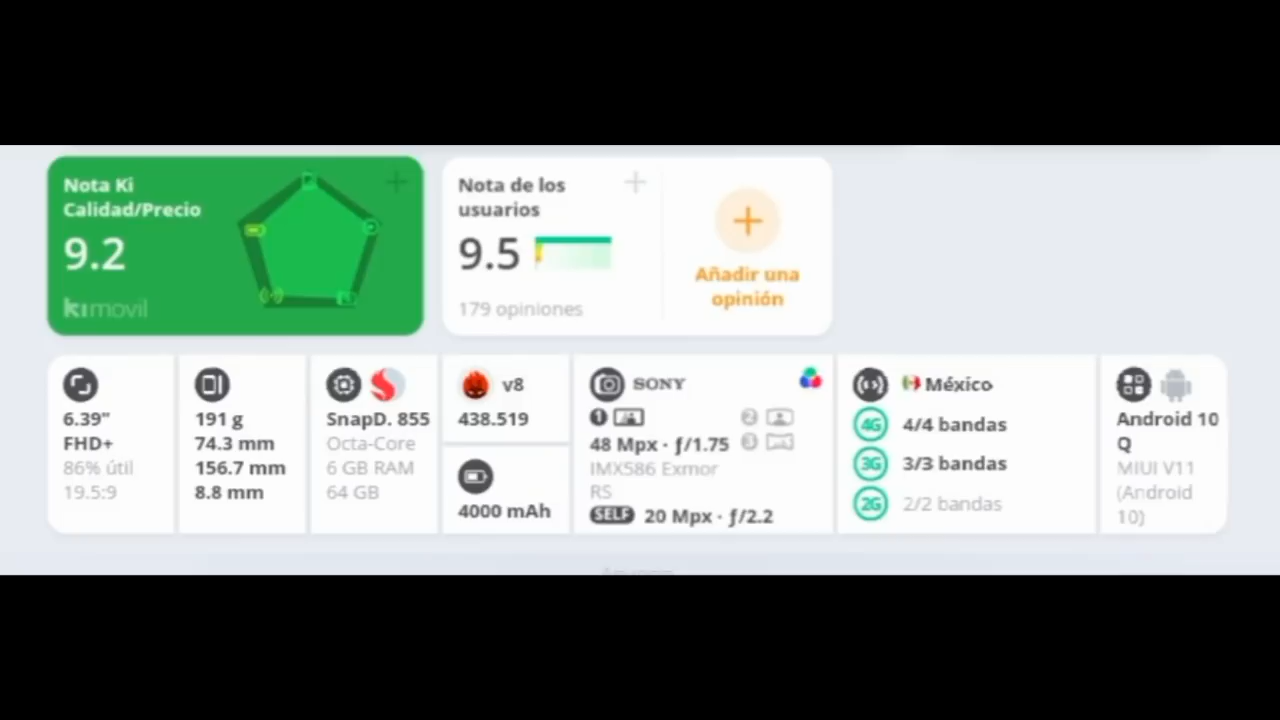 Nota Ki
Calidad/Precio
9.2
kimovil
Nota de los
usuarios
9.5
179 opiniones
Añadir una
opinión
6.39"
FHD+
86% útil
19.5:9
191 g
74.3 mm
156.7 mm
8.8 mm
SnapD. 855
Octa-Core
6 GB RAM
64 GB
v8
438.519
4000 mAh
SONY
1
48 Mpx · ƒ/1.75
IMX586 Exmor
RS
2
3
SELF 20 Mpx · ƒ/2.2
México
4G 4/4 bandas
3G 3/3 bandas
2G 2/2 bandas
Android 10
Q
MIUI V11
(Android
10)